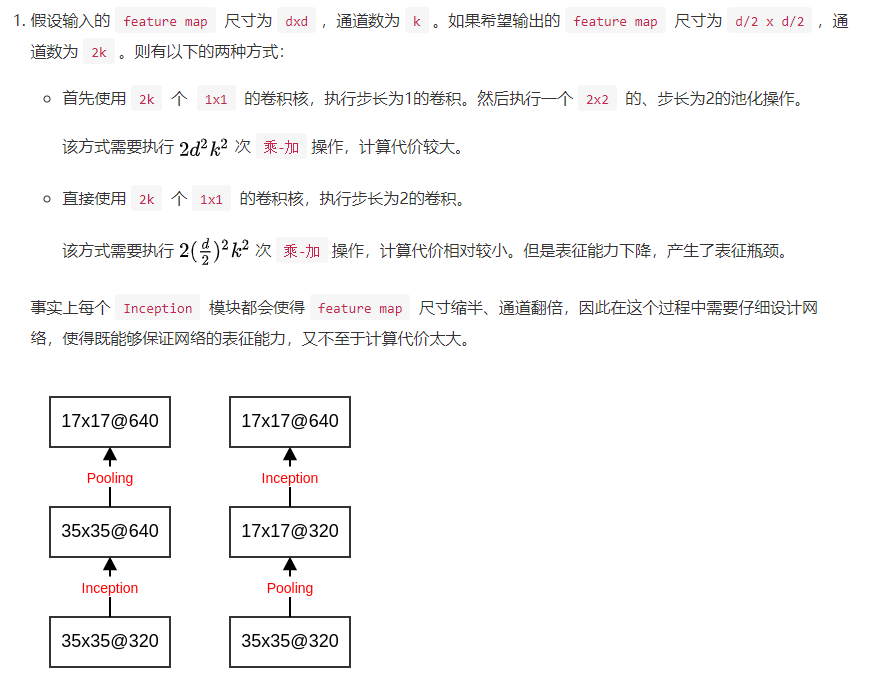 1. 假设输入的 feature map 尺寸为 dxd ，通道数为 k 。如果希望输出的 feature map 尺寸为 d/2 x d/2 ，通
道数为 2k 。则有以下的两种方式：
首先使用 2k 个 1x1 的卷积核，执行步长为1的卷积。然后执行一个 2x2 的、步长为2的池化操作。
该方式需要执行 2d²k² 次 乘-加 操作，计算代价较大。
直接使用 2k 个 1x1 的卷积核，执行步长为2的卷积。
该方式需要执行 2(d/2)²k² 次 乘-加 操作，计算代价相对较小。但是表征能力下降，产生了表征瓶颈。
事实上每个 Inception 模块都会使得 feature map 尺寸缩半、通道翻倍，因此在这个过程中需要仔细设计网
络，使得既能够保证网络的表征能力，又不至于计算代价太大。
17x17@640
Pooling
35x35@640
Inception
35x35@320
17x17@640
Inception
17x17@320
Pooling
35x35@320